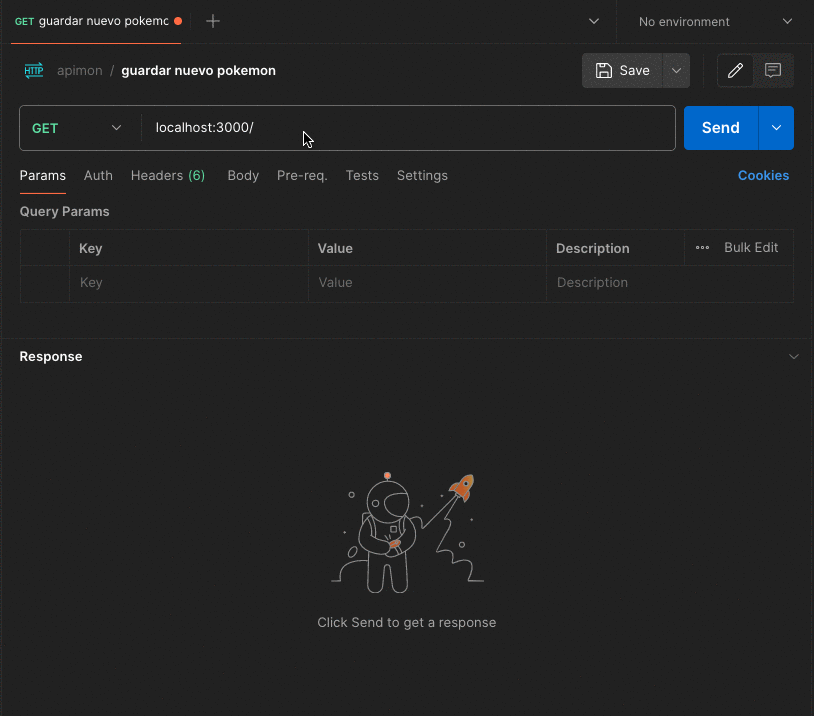 GET guardar nuevo pokemc
No environment
HTTP apimon / guardar nuevo pokemon
Save
GET localhost:3000/
Send
Params Auth Headers (6) Body Pre-req. Tests Settings Cookies
Query Params
Key Value Description ••• Bulk Edit
Key Value Description
Response
Click Send to get a response